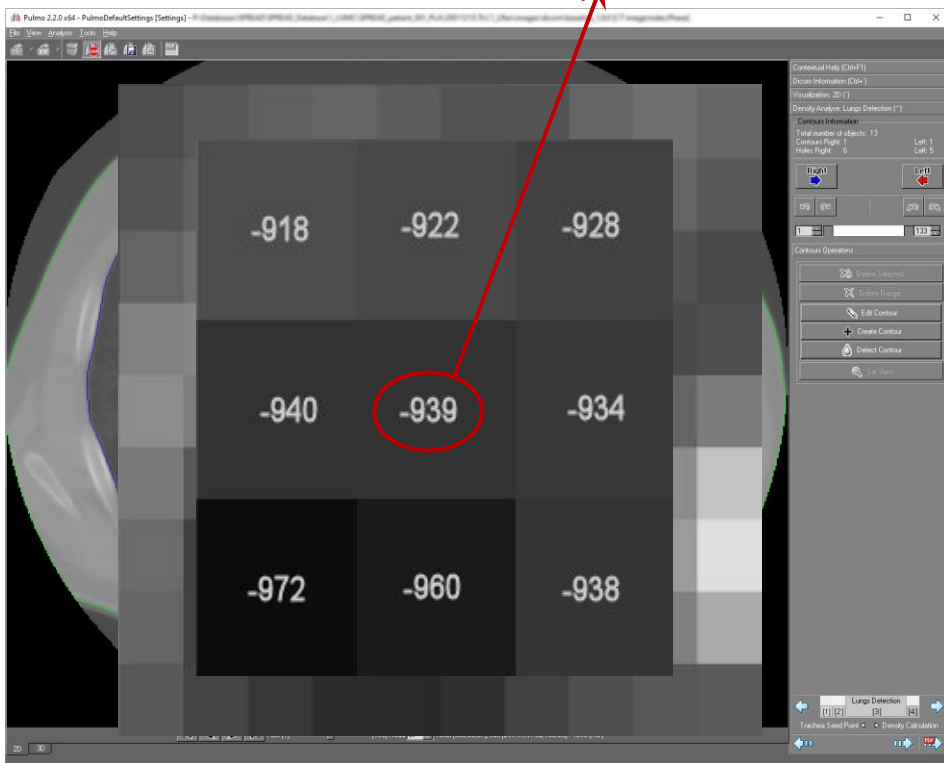 Pulmo 2.2.0 x64 - PulmoDefaultSettings [Settings] -
File View Analysis Tools Help
Contextual Help (Ctrl+F1)
Dicom Information (Ctrl+`)
Visualization: 2D (')
Density Analyse: Lungs Detection ('')
Contours Information
Total number of objects: 13
Contours Right: 1 Left: 1
Holes Right: 6 Left: 5
Right Left
1 133
Contours Operations
Delete Selected
Delete Range
Edit Contour
Create Contour
Detect Contour
Set View
-918 -922 -928
-940 -939 -934
-972 -960 -938
Lungs Detection
[1] [2] [3] [4]
Trachea Seed Point Density Calculation
PDF
2D 3D